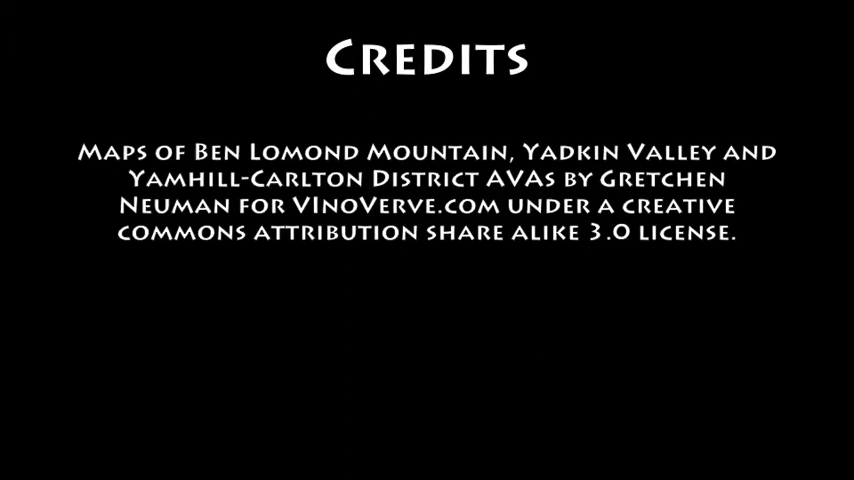 Credits
Maps of Ben Lomond Mountain, Yadkin Valley and
Yamhill-Carlton District AVAs by Gretchen
Neuman for VInoVerve.com under a creative
commons attribution share alike 3.0 license.